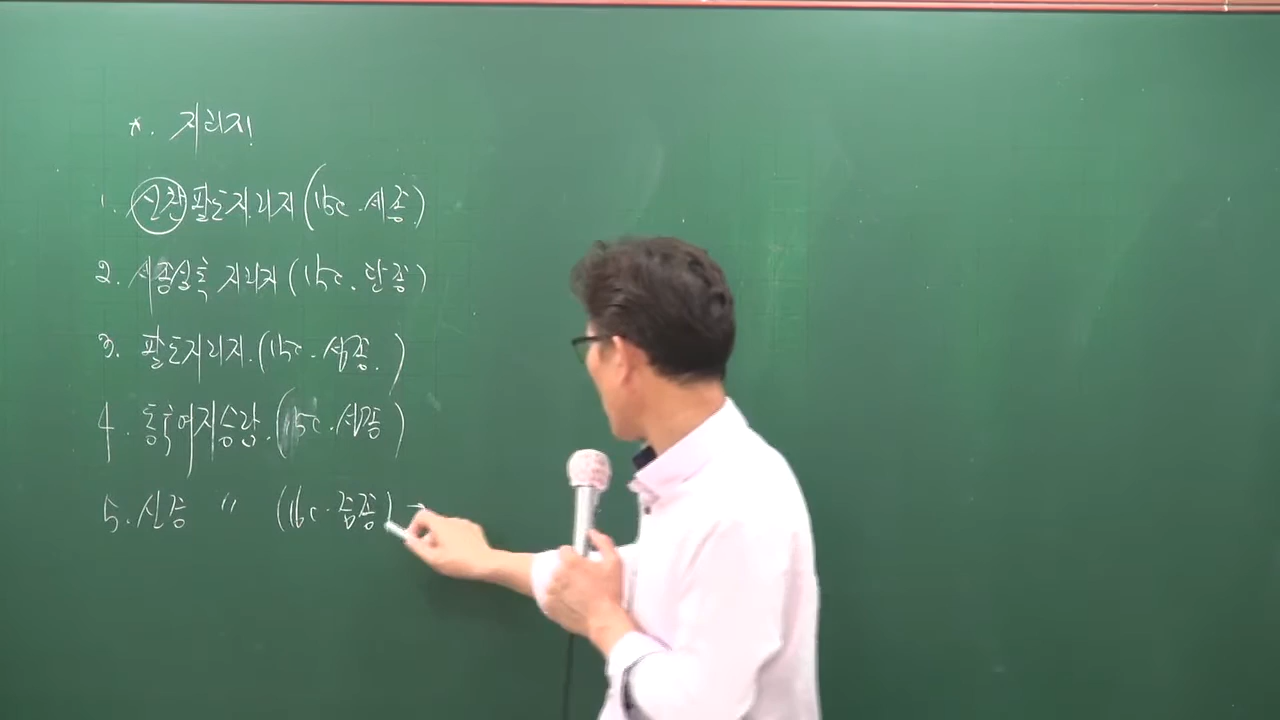 *. 지리지!
1. 신찬팔도지리지 (15c. 세종)
2. 세종실록 지리지 (15c. 단종)
3. 팔도지리지. (15c. 성종.)
4. 동국여지승람. (15c. 성종)
5. 신증 〃 (16c. 중종) →